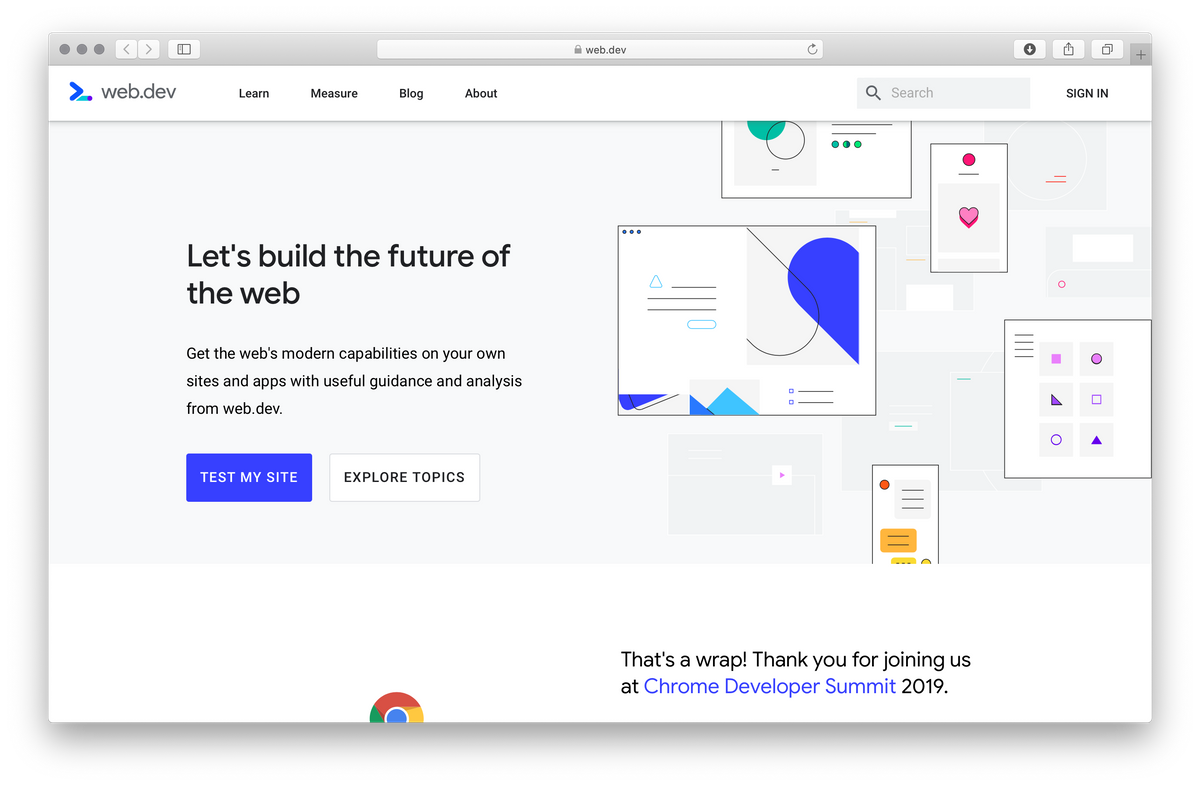 web.dev
web.dev
Learn
Measure
Blog
About
Search
SIGN IN
Let's build the future of
the web
Get the web's modern capabilities on your own
sites and apps with useful guidance and analysis
from web.dev.
TEST MY SITE
EXPLORE TOPICS
That's a wrap! Thank you for joining us
at Chrome Developer Summit 2019.